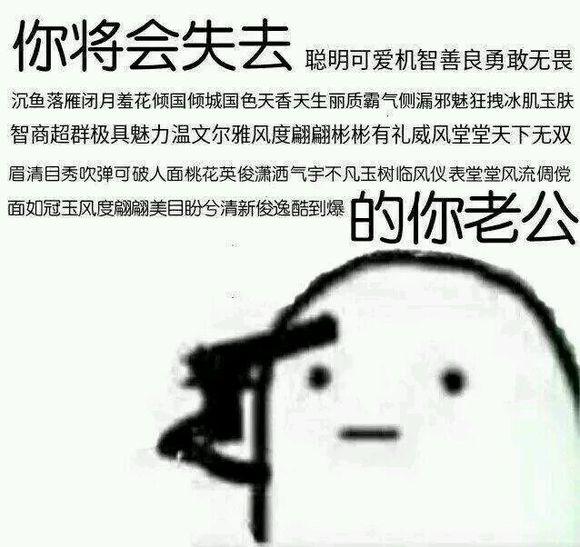 你将会失去 聪明可爱机智善良勇敢无畏
沉鱼落雁闭月羞花倾国倾城国色天香天生丽质霸气侧漏邪魅狂拽冰肌玉肤
智商超群极具魅力温文尔雅风度翩翩彬彬有礼威风堂堂天下无双
眉清目秀吹弹可破人面桃花英俊潇洒气宇不凡玉树临风仪表堂堂风流倜傥
面如冠玉风度翩翩美目盼兮清新俊逸酷到爆 的你老公